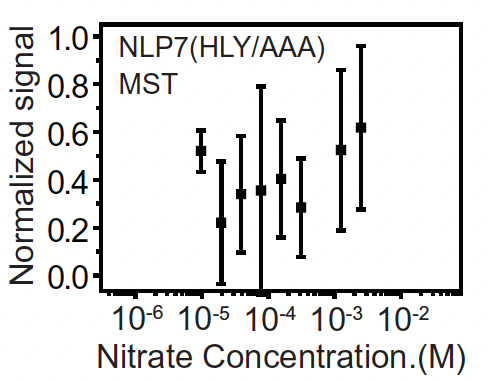 NLP7(HLY/AAA)
MST
Normalized signal
1.0
0.8
0.6
0.4
0.2
0.0
10⁻⁶ 10⁻⁵ 10⁻⁴ 10⁻³ 10⁻²
Nitrate Concentration.(M)